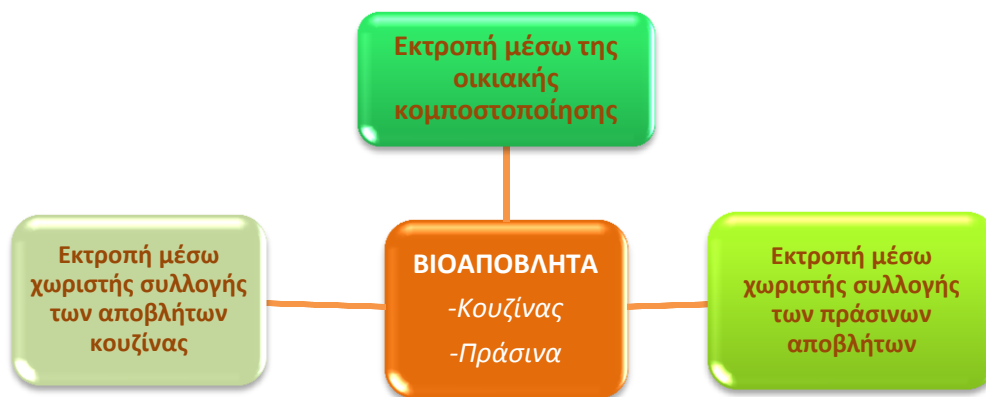 Εκτροπή μέσω της
οικιακής
κομποστοποίησης
Εκτροπή μέσω
χωριστής συλλογής
των αποβλήτων
κουζίνας
ΒΙΟΑΠΟΒΛΗΤΑ
-Κουζίνας
-Πράσινα
Εκτροπή μέσω
χωριστής συλλογής
των πράσινων
αποβλήτων